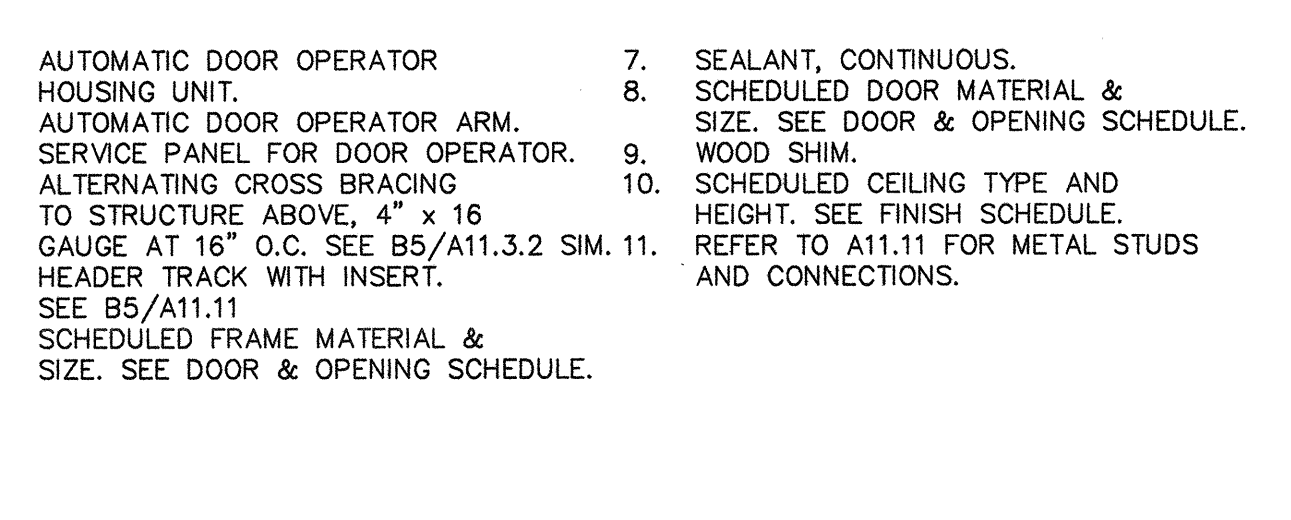 AUTOMATIC DOOR OPERATOR
HOUSING UNIT.
AUTOMATIC DOOR OPERATOR ARM.
SERVICE PANEL FOR DOOR OPERATOR.
ALTERNATING CROSS BRACING
TO STRUCTURE ABOVE, 4" x 16
GAUGE AT 16" O.C. SEE B5/A11.3.2 SIM.
HEADER TRACK WITH INSERT.
SEE B5/A11.11
SCHEDULED FRAME MATERIAL &
SIZE. SEE DOOR & OPENING SCHEDULE.
7. SEALANT, CONTINUOUS.
8. SCHEDULED DOOR MATERIAL &
SIZE. SEE DOOR & OPENING SCHEDULE.
9. WOOD SHIM.
10. SCHEDULED CEILING TYPE AND
HEIGHT. SEE FINISH SCHEDULE.
11. REFER TO A11.11 FOR METAL STUDS
AND CONNECTIONS.